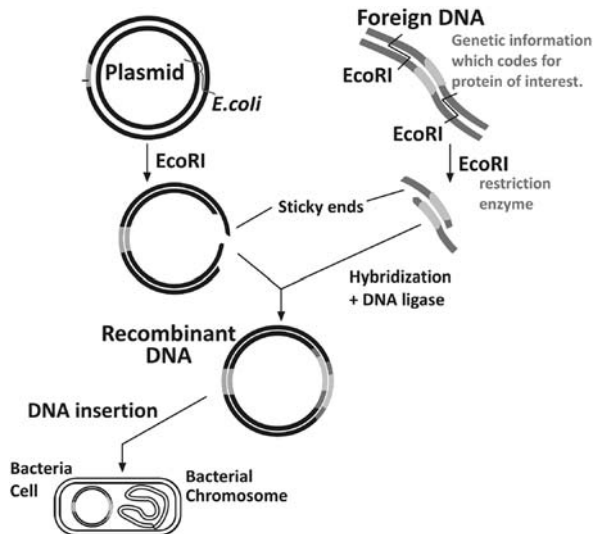 Foreign DNA
Genetic information
which codes for
protein of interest.
Plasmid
E.coli
EcoRI
EcoRI
EcoRI
EcoRI
restriction
enzyme
Sticky ends
Hybridization
+ DNA ligase
Recombinant
DNA
DNA insertion
Bacteria
Cell
Bacterial
Chromosome